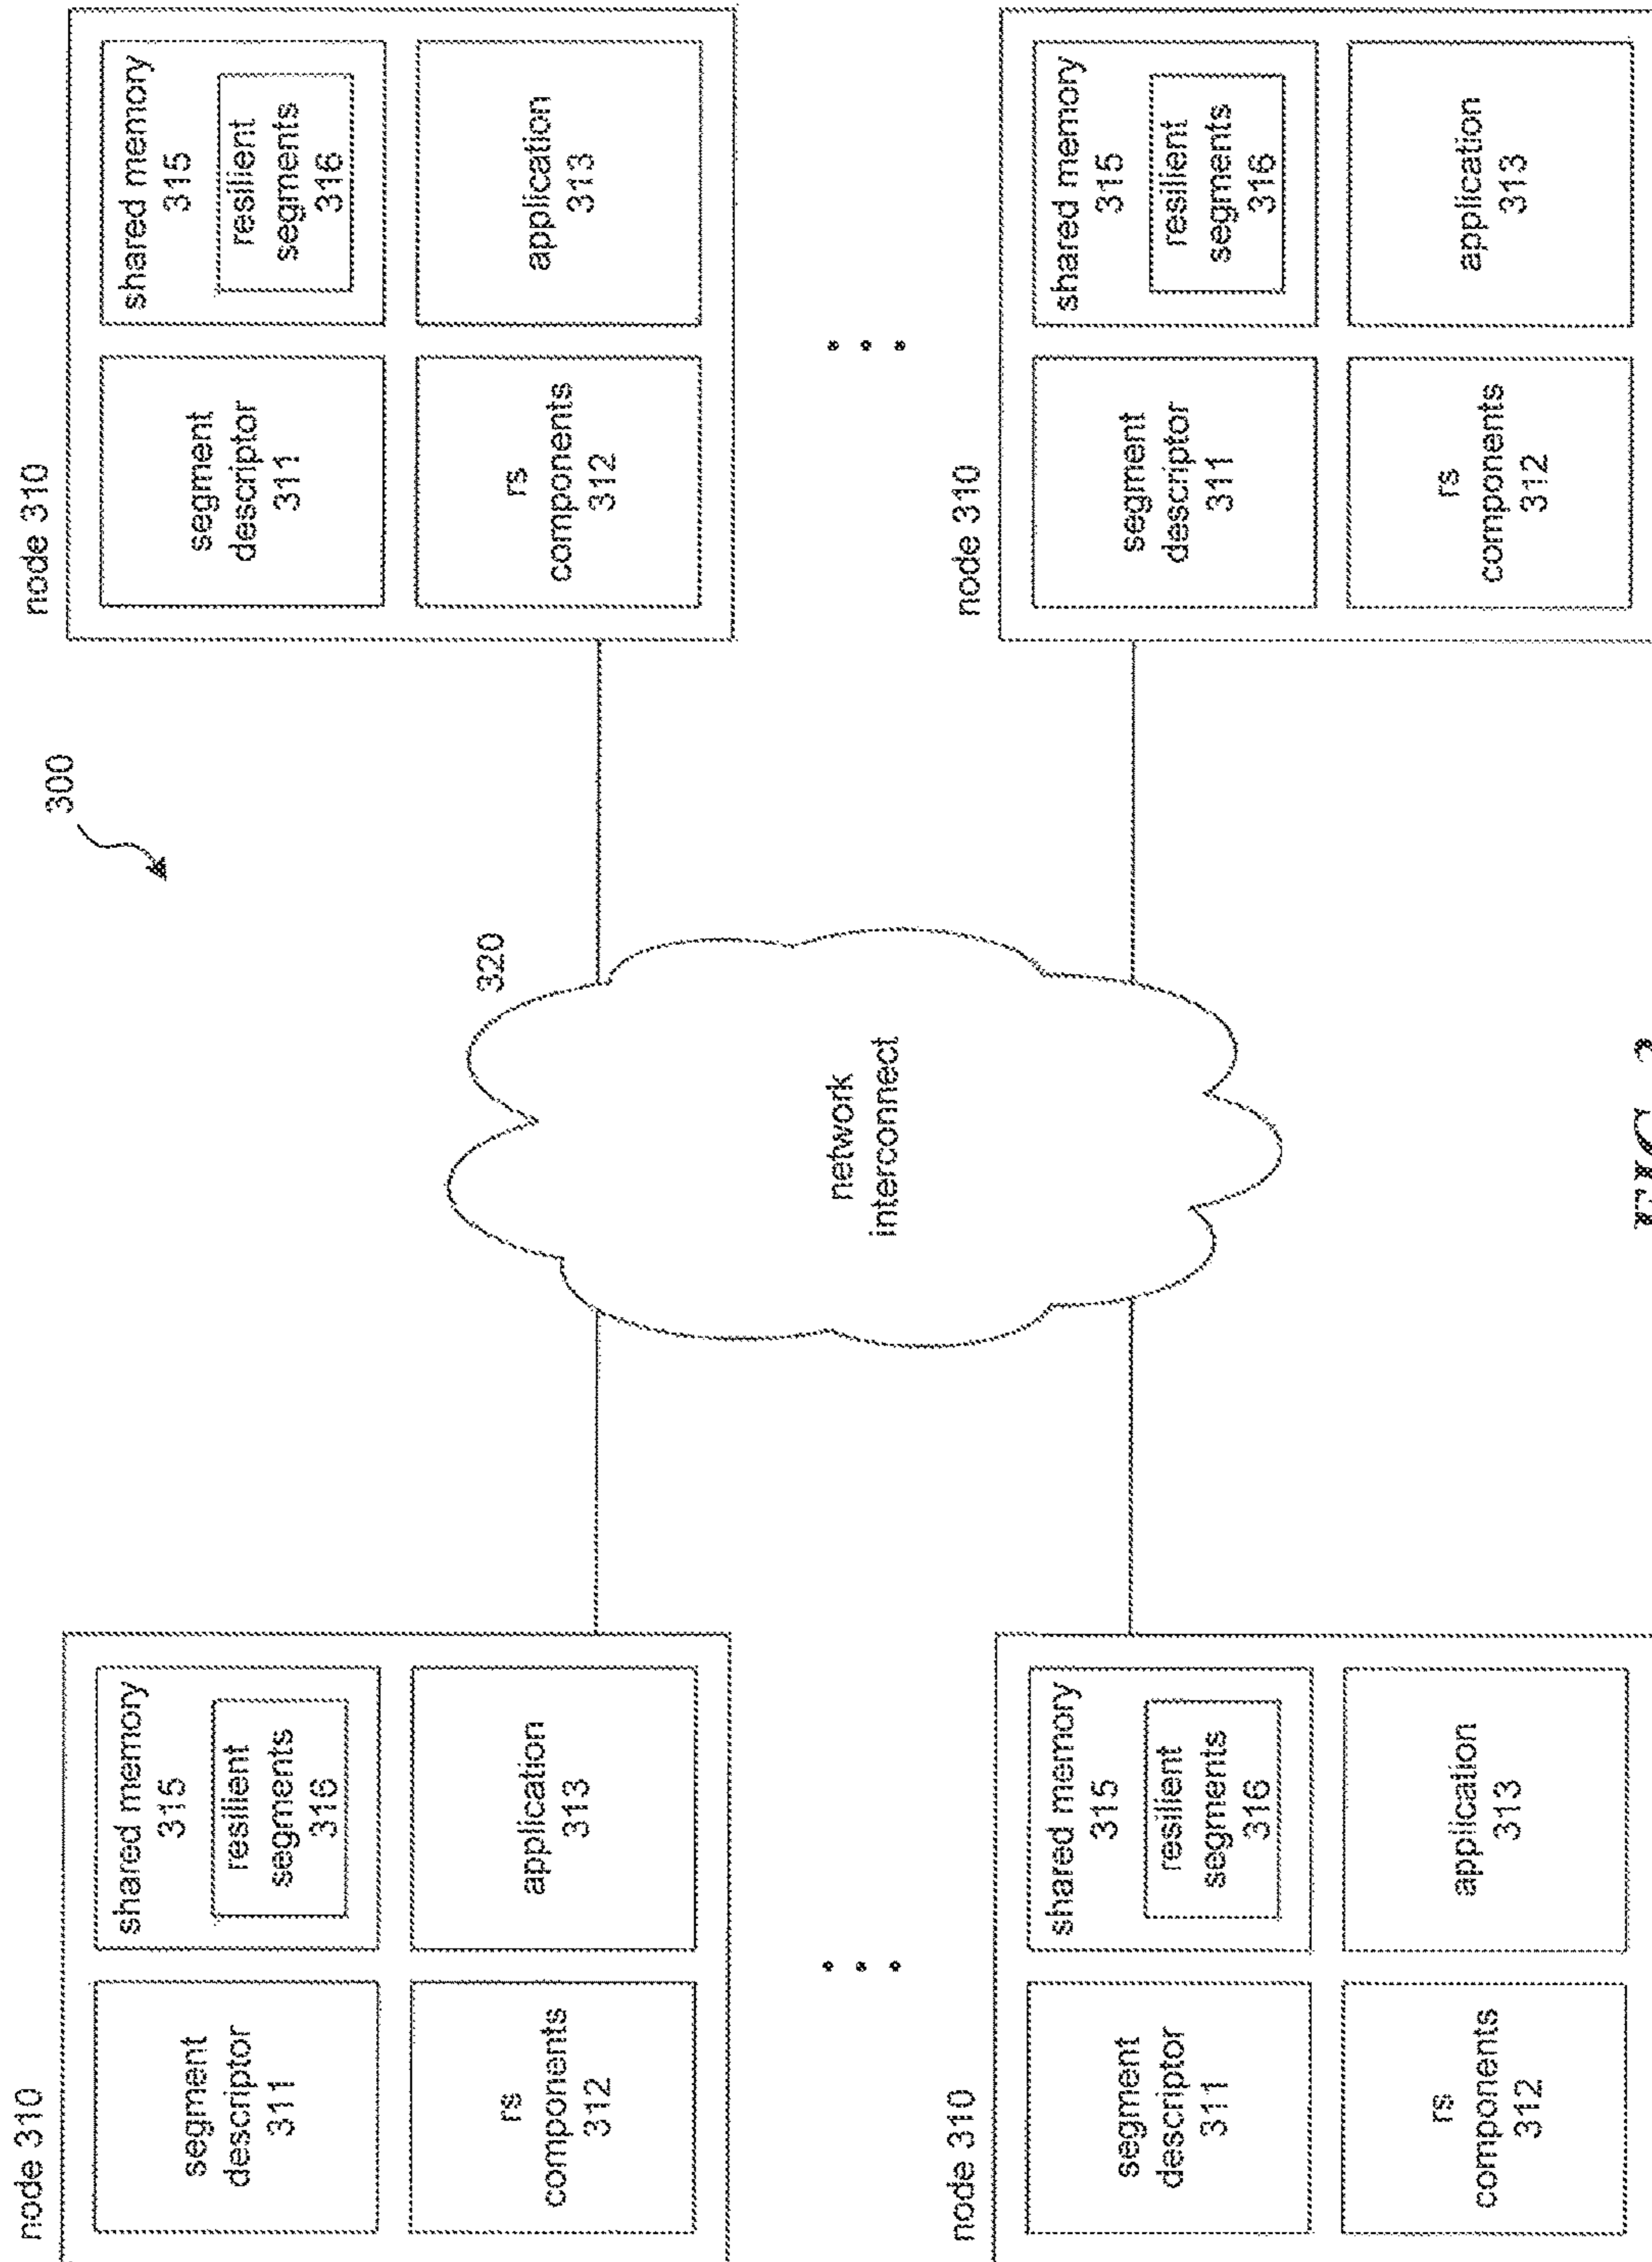 300
node 310
segment
descriptor
311
shared memory
315
resilient
segments
316
rs
components
312
application
313
node 310
segment
descriptor
311
shared memory
315
resilient
segments
316
rs
components
312
application
313
320
network
interconnect
node 310
segment
descriptor
311
shared memory
315
resilient
segments
316
rs
components
312
application
313
node 310
segment
descriptor
311
shared memory
315
resilient
segments
316
rs
components
312
application
313
FIG.